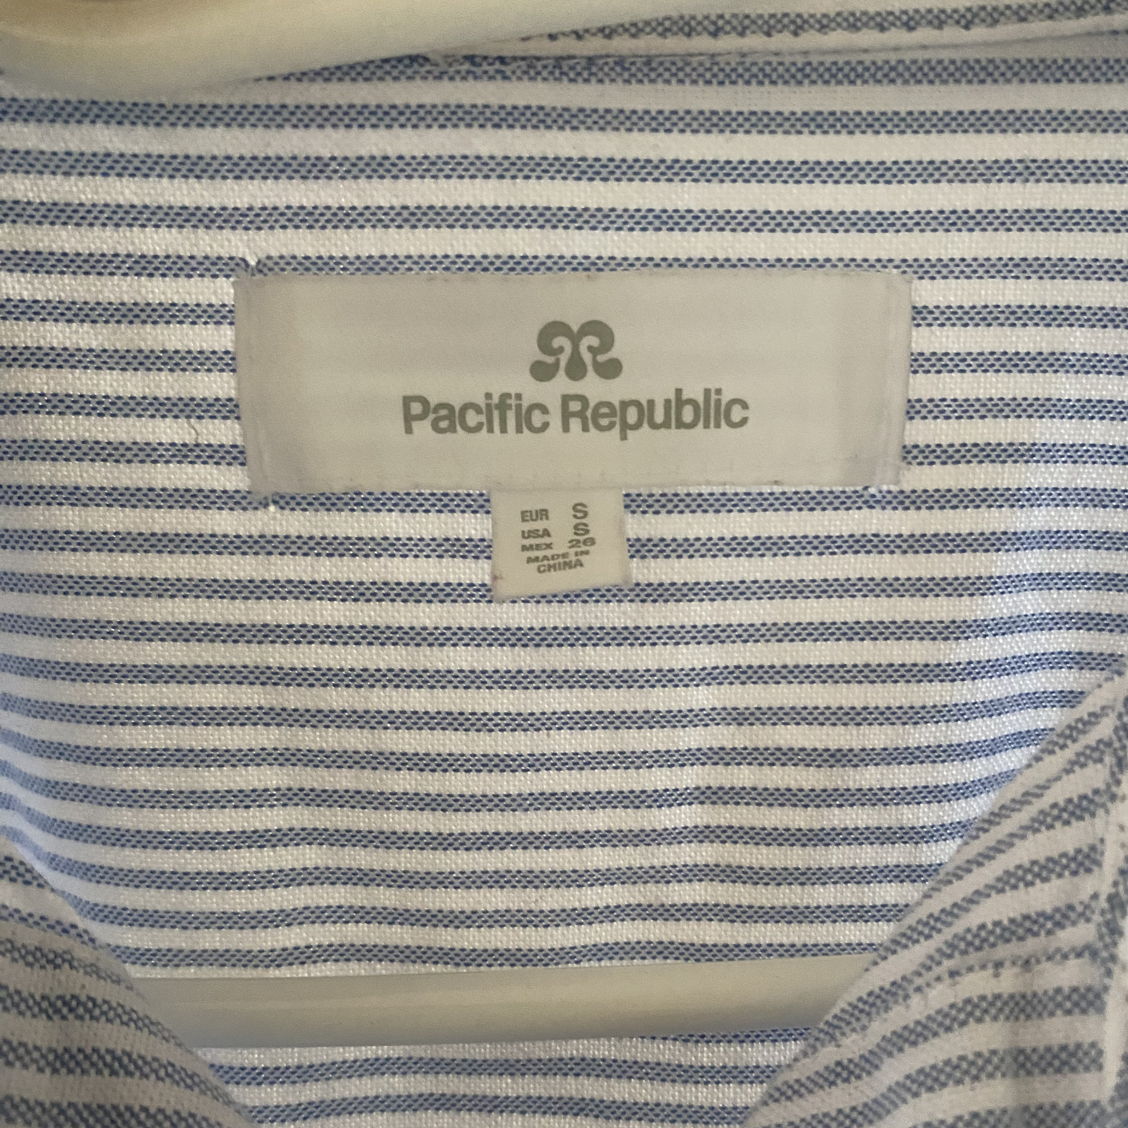 Pacific Republic
EUR S
USA S
MEX 26
MADE IN
CHINA